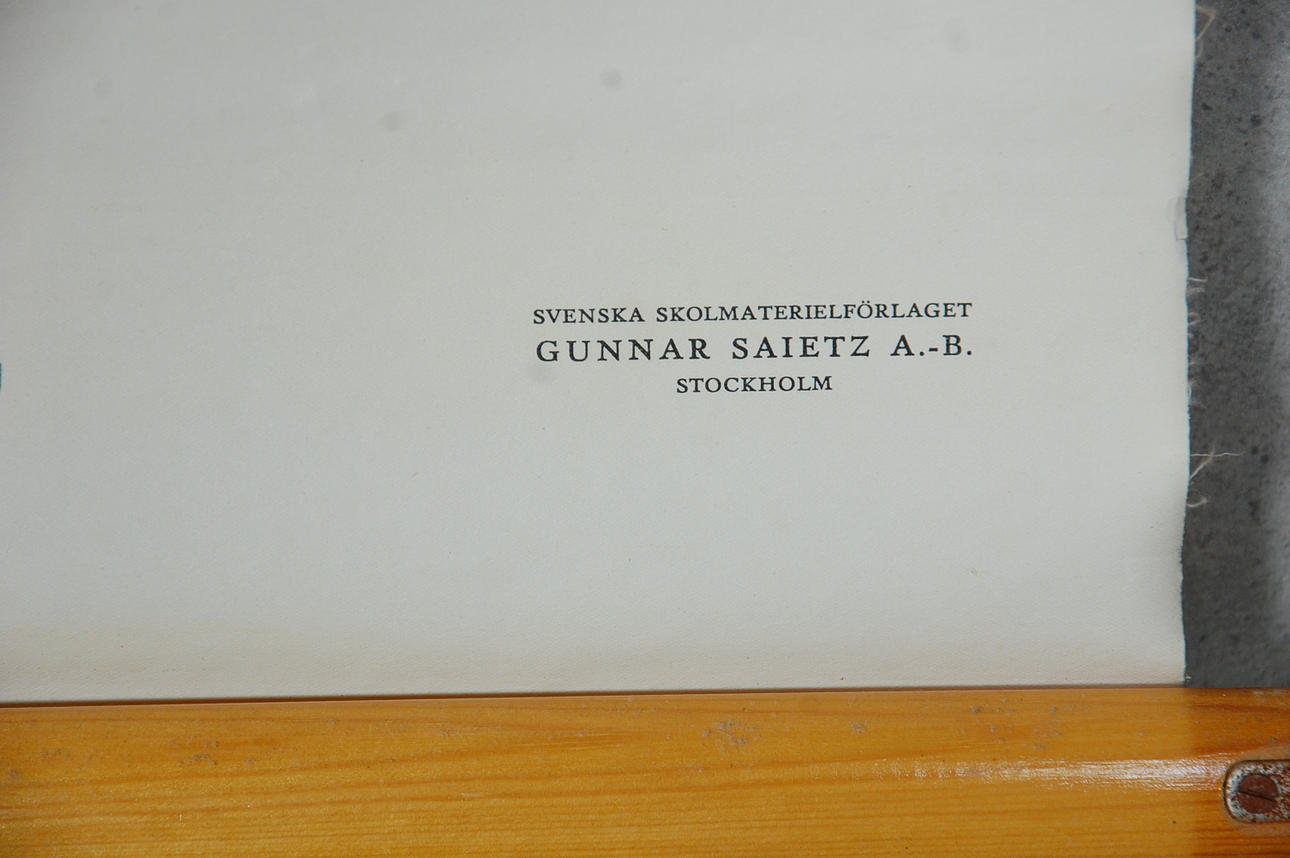 SVENSKA SKOLMATERIELFÖRLAGET
GUNNAR SAIETZ A.-B.
STOCKHOLM